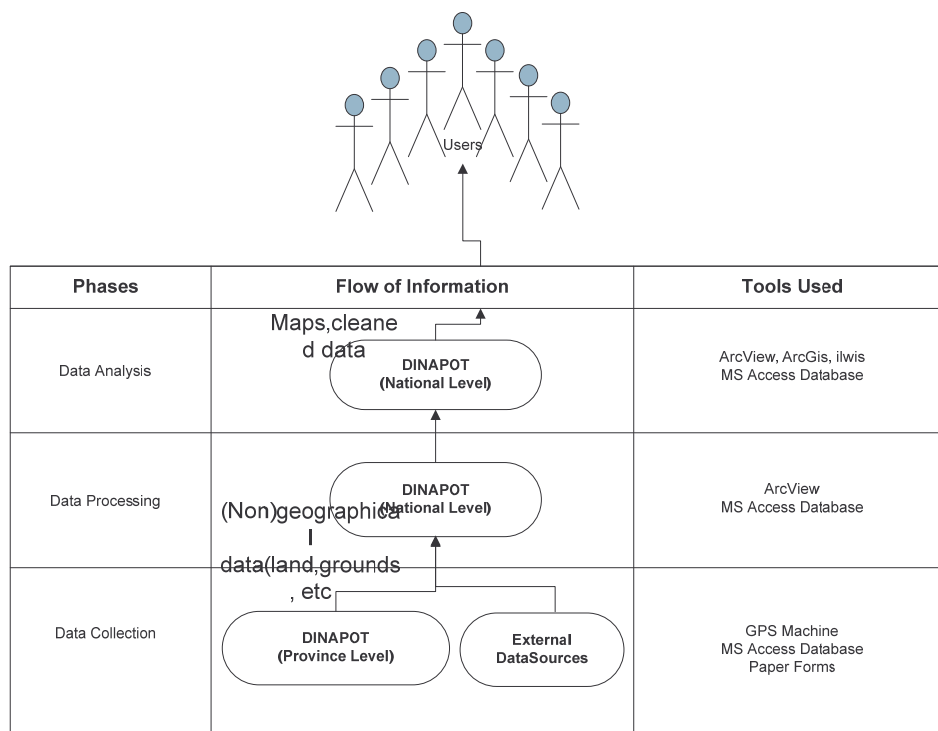 Users
Phases
Flow of Information
Tools Used
Maps,cleane
d data
Data Analysis
DINAPOT
(National Level)
ArcView, ArcGis, ilwis
MS Access Database
Data Processing
DINAPOT
(National Level)
ArcView
MS Access Database
(Non)geographica
l
data(land,grounds
, etc
Data Collection
DINAPOT
(Province Level)
External
DataSources
GPS Machine
MS Access Database
Paper Forms